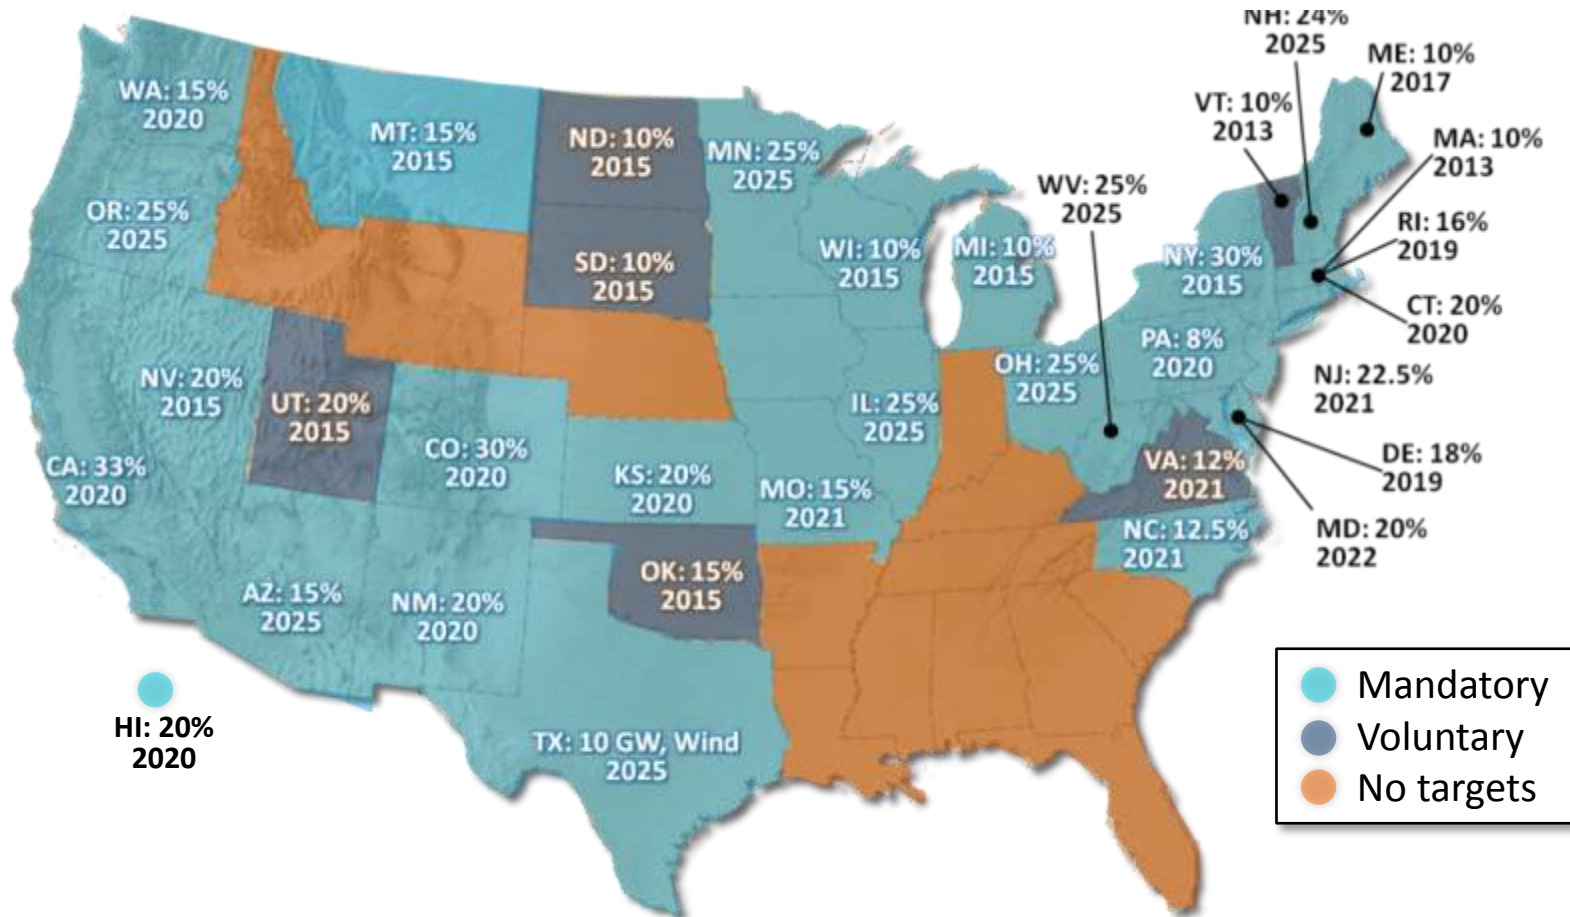 NH: 24%
2025
ME: 10%
2017
WA: 15%
2020
MT: 15%
2015
ND: 10%
2015
MN: 25%
2025
VT: 10%
2013
MA: 10%
2013
WV: 25%
2025
OR: 25%
2025
SD: 10%
2015
WI: 10%
2015
MI: 10%
2015
NY: 30%
2015
RI: 16%
2019
CT: 20%
2020
NV: 20%
2015
UT: 20%
2015
CO: 30%
2020
IL: 25%
2025
OH: 25%
2025
PA: 8%
2020
NJ: 22.5%
2021
CA: 33%
2020
KS: 20%
2020
MO: 15%
2021
VA: 12%
2021
DE: 18%
2019
MD: 20%
2022
NC: 12.5%
2021
AZ: 15%
2025
NM: 20%
2020
OK: 15%
2015
HI: 20%
2020
TX: 10 GW, Wind
2025
Mandatory
Voluntary
No targets